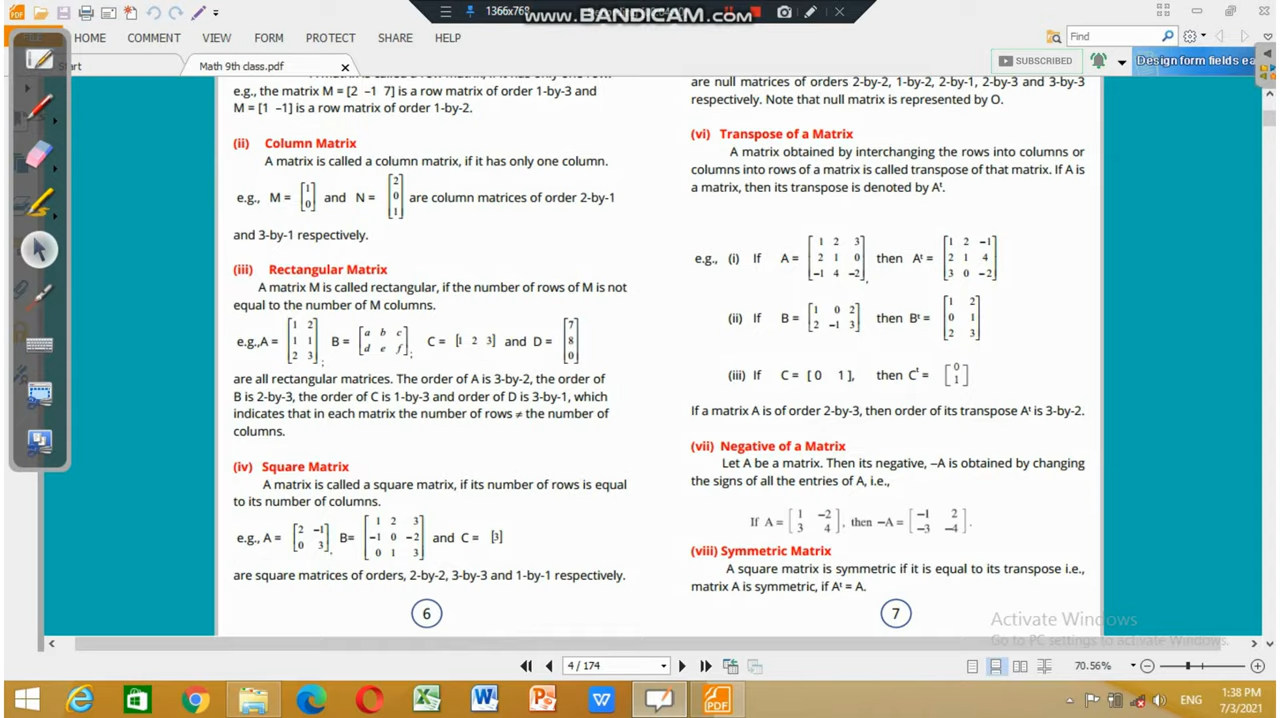 1366x768
www.BANDICAM.com
FILE HOME COMMENT VIEW FORM PROTECT SHARE HELP
Find
Start
Math 9th class.pdf
SUBSCRIBED
Design form fields ea
e.g., the matrix M = [2 –1 7] is a row matrix of order 1-by-3 and
M = [1 –1] is a row matrix of order 1-by-2.
(ii) Column Matrix
A matrix is called a column matrix, if it has only one column.
e.g., M = [1 0] and N = [2 0 1] are column matrices of order 2-by-1
and 3-by-1 respectively.
(iii) Rectangular Matrix
A matrix M is called rectangular, if the number of rows of M is not
equal to the number of M columns.
e.g.,A = [1 2 1 1 2 3]; B = [a b c d e f]; C = [1 2 3] and D = [7 8 0]
are all rectangular matrices. The order of A is 3-by-2, the order of
B is 2-by-3, the order of C is 1-by-3 and order of D is 3-by-1, which
indicates that in each matrix the number of rows ≠ the number of
columns.
(iv) Square Matrix
A matrix is called a square matrix, if its number of rows is equal
to its number of columns.
e.g., A = [2 –1 0 3], B= [1 2 3 –1 0 –2 0 1 3] and C = [3]
are square matrices of orders, 2-by-2, 3-by-3 and 1-by-1 respectively.
6
are null matrices of orders 2-by-2, 1-by-2, 2-by-1, 2-by-3 and 3-by-3
respectively. Note that null matrix is represented by O.
(vi) Transpose of a Matrix
A matrix obtained by interchanging the rows into columns or
columns into rows of a matrix is called transpose of that matrix. If A is
a matrix, then its transpose is denoted by Aᵗ.
e.g., (i) If A = [1 2 3 2 1 0 –1 4 –2], then Aᵗ = [1 2 –1 2 1 4 3 0 –2]
(ii) If B = [1 0 2 2 –1 3] then Bᵗ = [1 2 0 1 2 3]
(iii) If C = [ 0 1 ], then Cᵗ = [0 1]
If a matrix A is of order 2-by-3, then order of its transpose Aᵗ is 3-by-2.
(vii) Negative of a Matrix
Let A be a matrix. Then its negative, –A is obtained by changing
the signs of all the entries of A, i.e.,
If A = [1 –2 3 4], then –A = [–1 2 –3 –4].
(viii) Symmetric Matrix
A square matrix is symmetric if it is equal to its transpose i.e.,
matrix A is symmetric, if Aᵗ = A.
7
Activate Windows
Go to PC settings to activate Windows.
4 / 174
70.56%
ENG
1:38 PM
7/3/2021